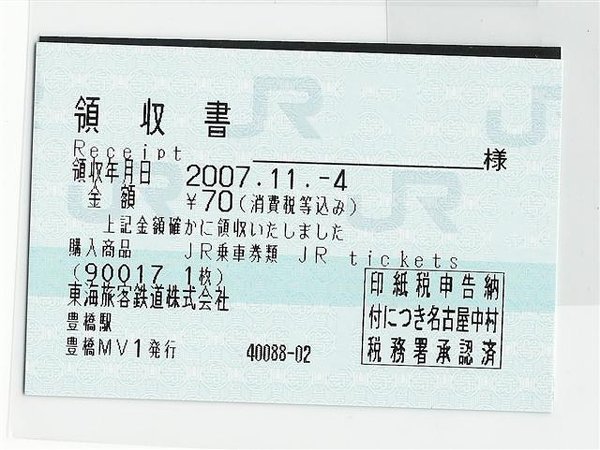 領収書
Receipt 様
領収年月日 2007.11.-4
金額 ¥70(消費税等込み)
上記金額確かに領収いたしました
購入商品 JR乗車券類 JR tickets
(90017 1枚)
東海旅客鉄道株式会社
豊橋駅
豊橋MV1発行 40088-02
印紙税申告納
付につき名古屋中村
税務署承認済
JR
JR
JR